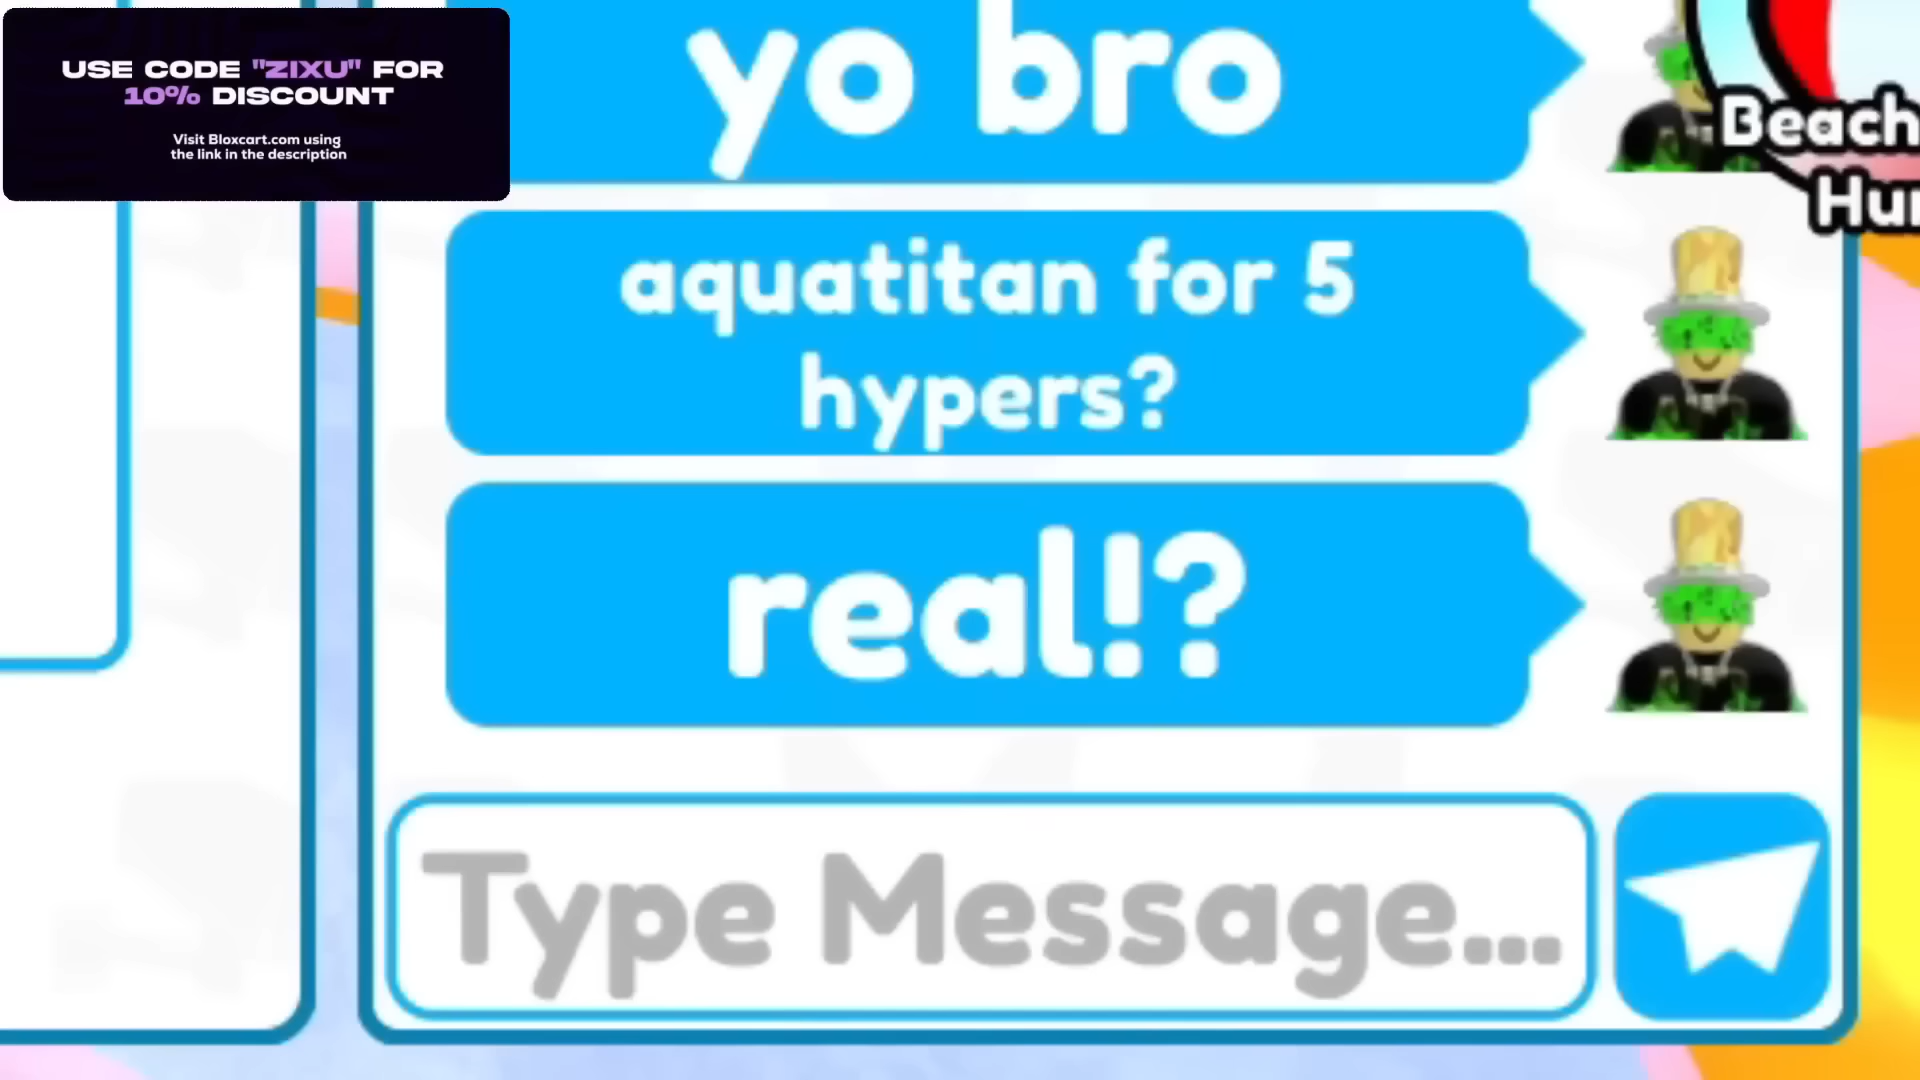 USE CODE "ZIXU" FOR
10% DISCOUNT
Visit Bloxcart.com using
the link in the description
yo bro
Beach
aquatitan for 5
hypers?
real!?
Type Message...